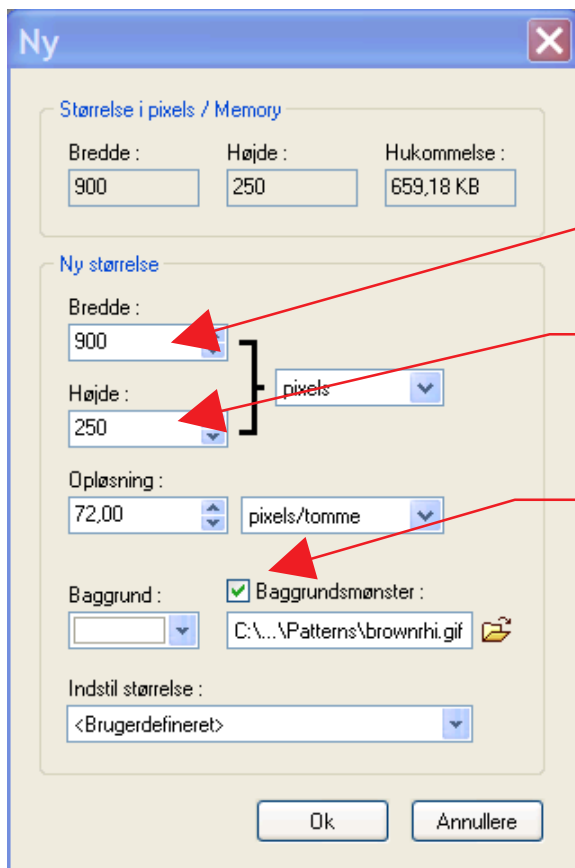 Ny
Størrelse i pixels / Memory
Bredde : Højde : Hukommelse :
900 250 659,18 KB
Ny størrelse
Bredde :
900
pixels
Højde :
250
Opløsning :
72,00 pixels/tomme
Baggrund : Baggrundsmønster :
C:\...\Patterns\brownrhi.gif
Indstil størrelse :
<Brugerdefineret>
Ok Annullere